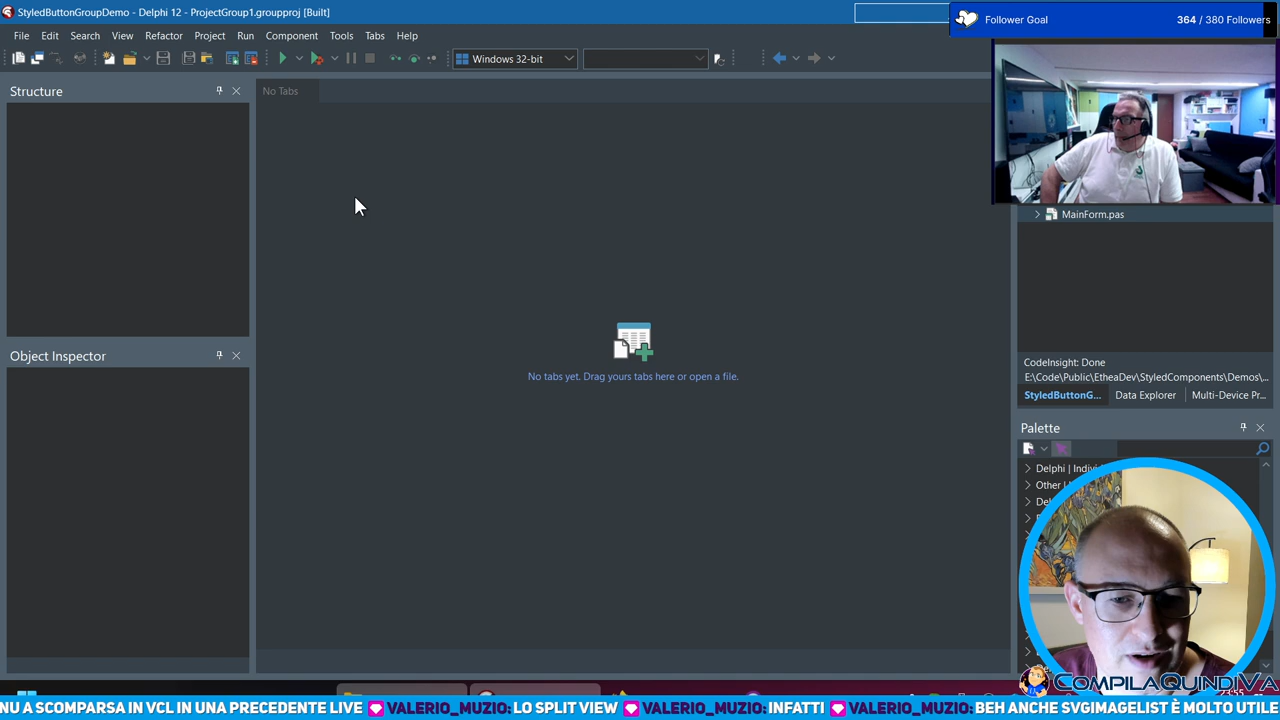 StyledButtonGroupDemo - Delphi 12 - ProjectGroup1.groupproj [Built]
Follower Goal
364 / 380 Followers
File Edit Search View Refactor Project Run Component Tools Tabs Help
Windows 32-bit
Structure
No Tabs
MainForm.pas
No tabs yet. Drag yours tabs here or open a file.
Object Inspector
CodeInsight: Done
E:\Code\Public\EtheaDev\StyledComponents\Demos\...
StyledButtonG... Data Explorer Multi-Device Pr...
Palette
Delphi | Indivi
Other |
De
COMPILAQUINDIVA
23:55
NU A SCOMPARSA IN VCL IN UNA PRECEDENTE LIVE VALERIO_MUZIO: LO SPLIT VIEW VALERIO_MUZIO: INFATTI VALERIO_MUZIO: BEH ANCHE SVGIMAGELIST È MOLTO UTILE